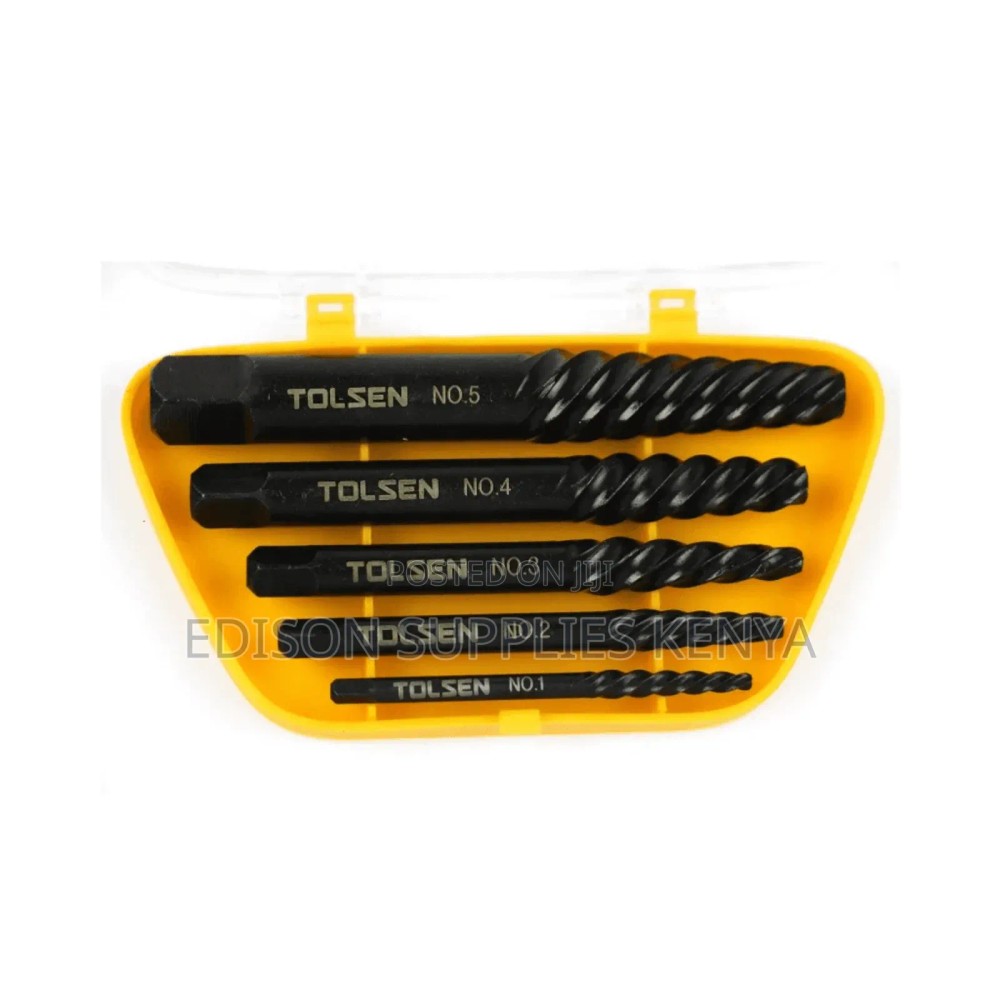 TOLSEN NO.5
TOLSEN NO.4
TOLSEN NO.3
POSTED ON JIJI
TOLSEN NO.2
EDISON SUPPLIES KENYA
TOLSEN NO.1